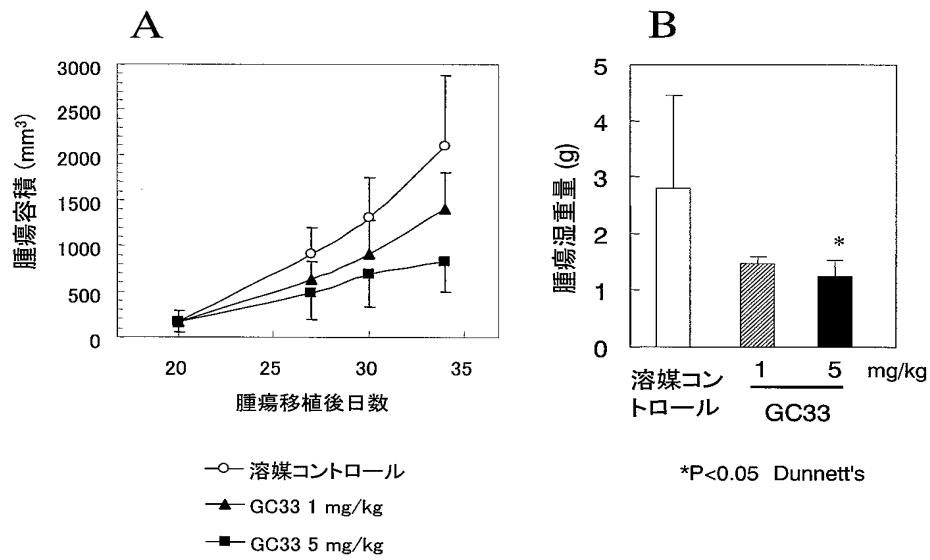 A
3000
2500
2000
1500
1000
500
0
腫瘍容積 (mm³)
20 25 30 35
腫瘍移植後日数
溶媒コントロール
GC33 1 mg/kg
GC33 5 mg/kg
B
5
4
3
2
1
0
腫瘍湿重量 (g)
*
溶媒コン
トロール
1 5 mg/kg
GC33
*P<0.05 Dunnett's